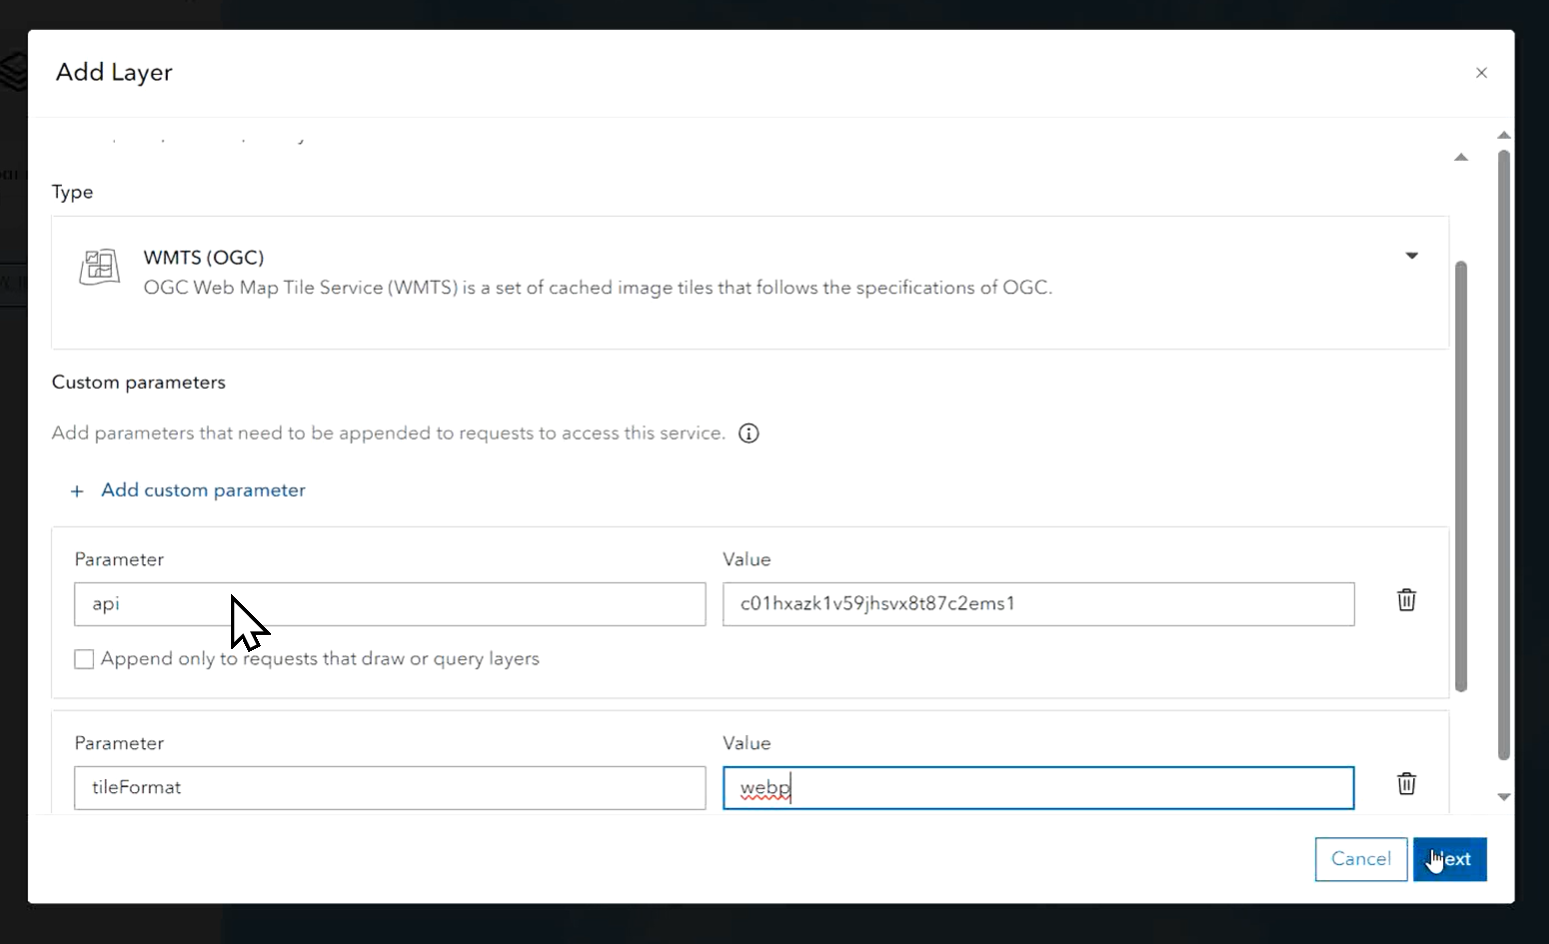 Add Layer
Type
WMTS (OGC)
OGC Web Map Tile Service (WMTS) is a set of cached image tiles that follows the specifications of OGC.
Custom parameters
Add parameters that need to be appended to requests to access this service.
+ Add custom parameter
Parameter Value
api c01hxazk1v59jhsvx8t87c2ems1
Append only to requests that draw or query layers
Parameter Value
tileFormat webp
Cancel